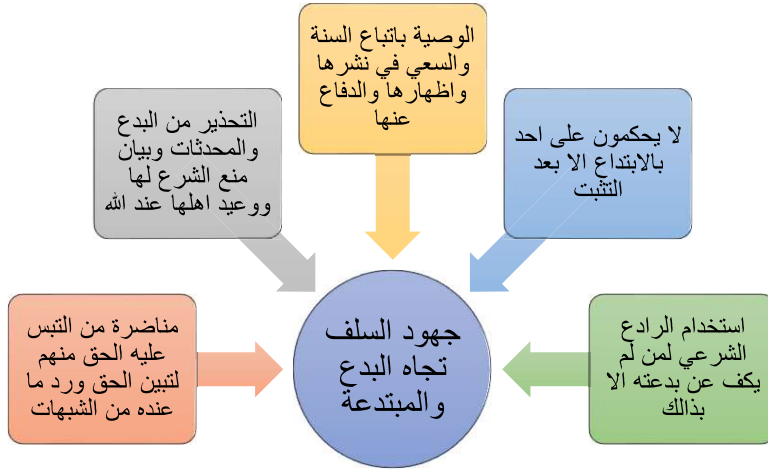 الوصية باتباع السنة
والسعي في نشرها
واظهارها والدفاع
عنها
لا يحكمون على احد
بالابتداع الا بعد
التثبت
التحذير من البدع
والمحدثات وبيان
منع الشرع لها
ووعيد اهلها عند الله
استخدام الرادع
الشرعي لمن لم
يكف عن بدعته الا
بذالك
مناضرة من التبس
عليه الحق منهم
لتبين الحق ورد ما
عنده من الشبهات
جهود السلف
تجاه البدع
والمبتدعة